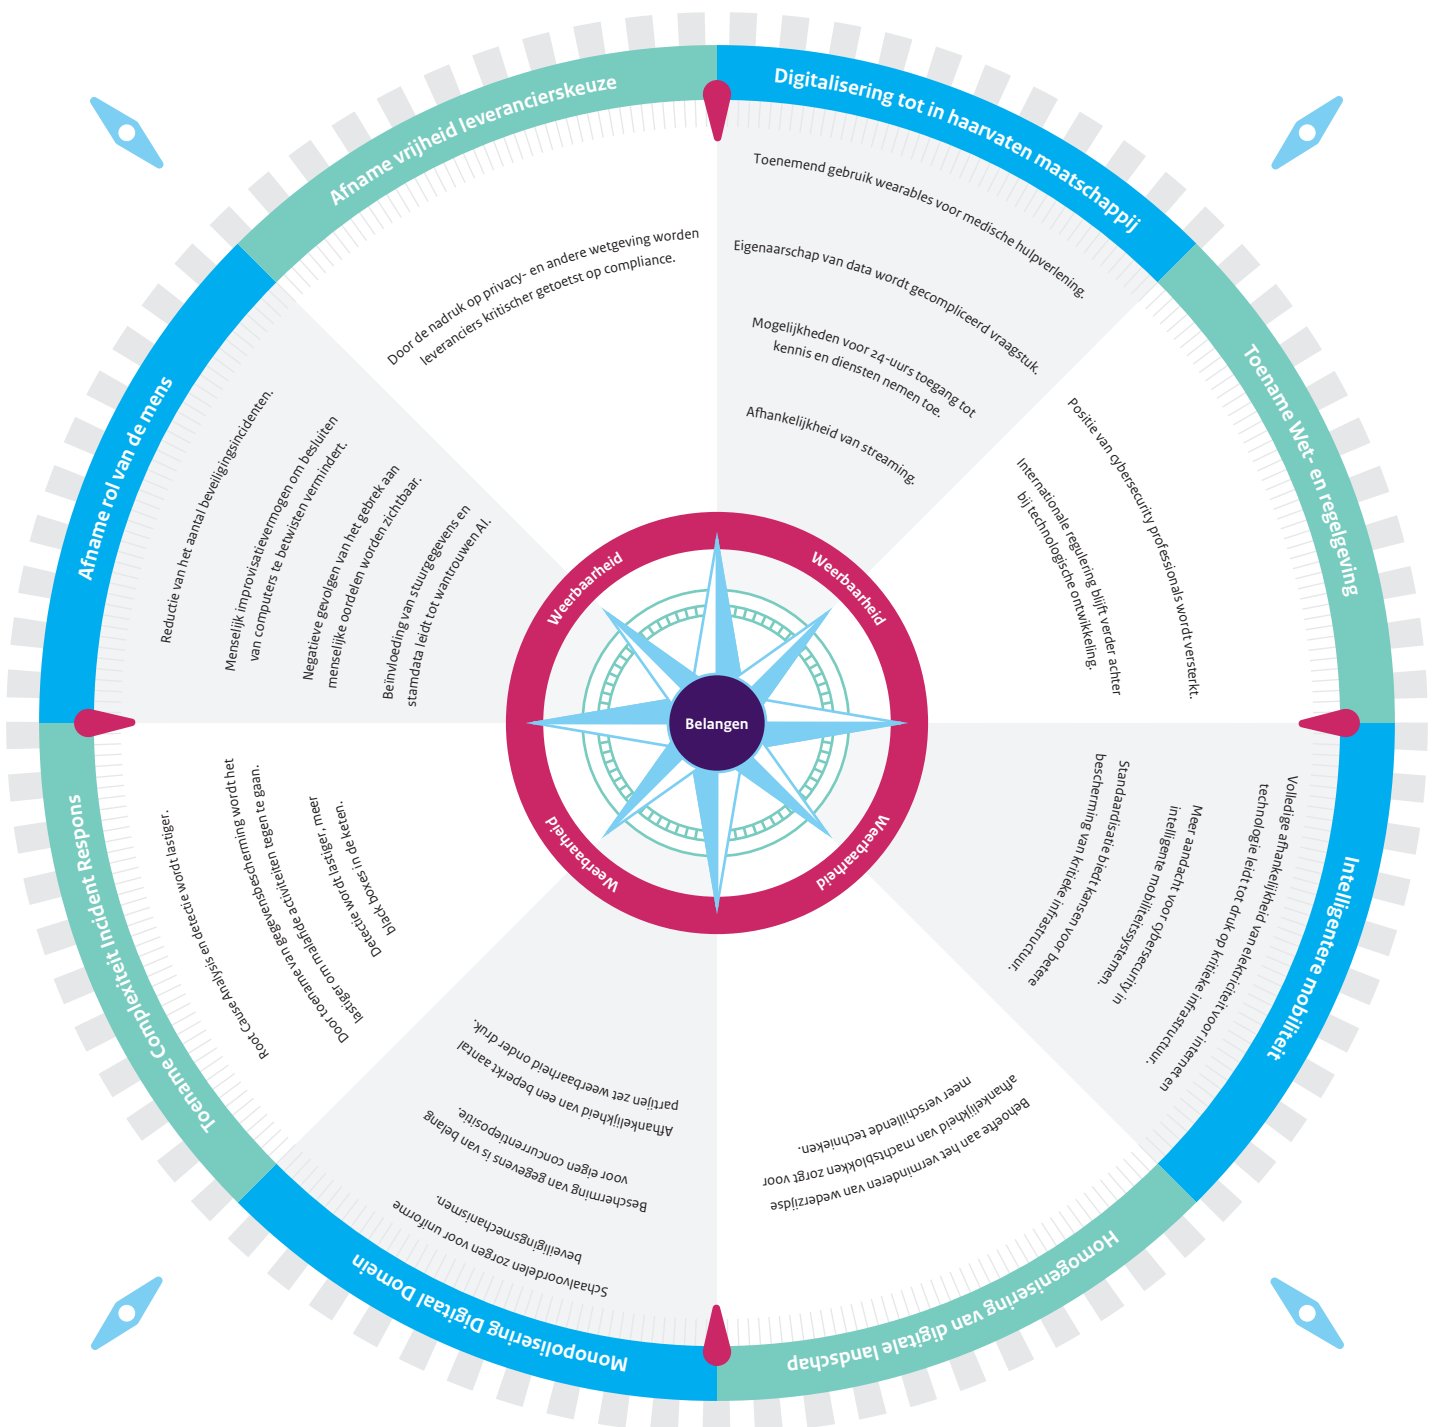 Digitalisering tot in haarvaten maatschappij
Toenemend gebruik wearables voor medische hulpverlening.
Eigenaarschap van data wordt gecompliceerd vraagstuk.
Mogelijkheden voor 24-uurs toegang tot
kennis en diensten nemen toe.
Afhankelijkheid van streaming.
Toename Wet- en regelgeving
Positie van cybersecurity professionals wordt versterkt.
Internationale regulering blijft verder achter
bij technologische ontwikkeling.
Intelligentere mobiliteit
Volledige afhankelijkheid van elektriciteit voor internet en
technologie leidt tot druk op kritieke infrastructuur.
Meer aandacht voor cybersecurity in
intelligente mobiliteitssystemen.
Standaardisatie biedt kansen voor betere
bescherming van kritieke infrastructuur.
Homogenisering van digitale landschap
Behoefte aan het verminderen van wederzijdse
afhankelijkheid van machtsblokken zorgt voor
meer verschillende technieken.
Monopolisering Digitaal Domein
Schaalvoordelen zorgen voor uniforme
beveiligingsmechanismen.
Bescherming van gegevens is van belang
voor eigen concurrentiepositie.
Afhankelijkheid van een beperkt aantal
partijen zet weerbaarheid onder druk.
Toename Complexiteit Incident Respons
Root Cause Analysis en detectie wordt lastiger.
Door toename van gegevensbescherming wordt het
lastiger om malafide activiteiten tegen te gaan.
Detectie wordt lastiger, meer
black boxes in de keten.
Afname rol van de mens
Reductie van het aantal beveiligingsincidenten.
Menselijk improvisatievermogen om besluiten
van computers te betwisten vermindert.
Negatieve gevolgen van het gebrek aan
menselijke oordelen worden zichtbaar.
Beïnvloeding van stuurgegevens en
stamdata leidt tot wantrouwen AI.
Afname vrijheid leverancierskeuze
Door de nadruk op privacy- en andere wetgeving worden
leveranciers kritischer getoetst op compliance.
Weerbaarheid
Weerbaarheid
Weerbaarheid
Weerbaarheid
Belangen